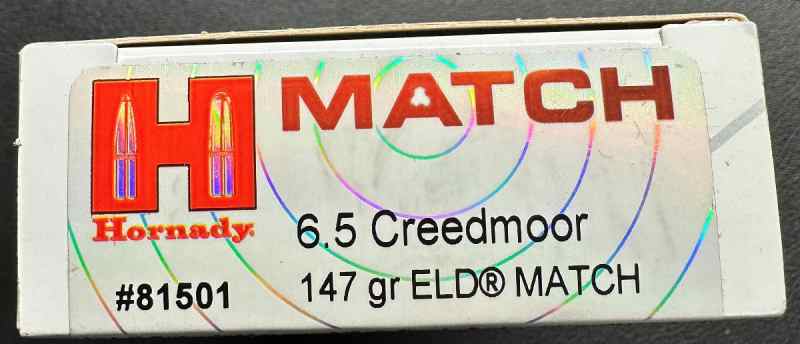 MATCH
H
Hornady®
6.5 Creedmoor
#81501
147 gr ELD® MATCH